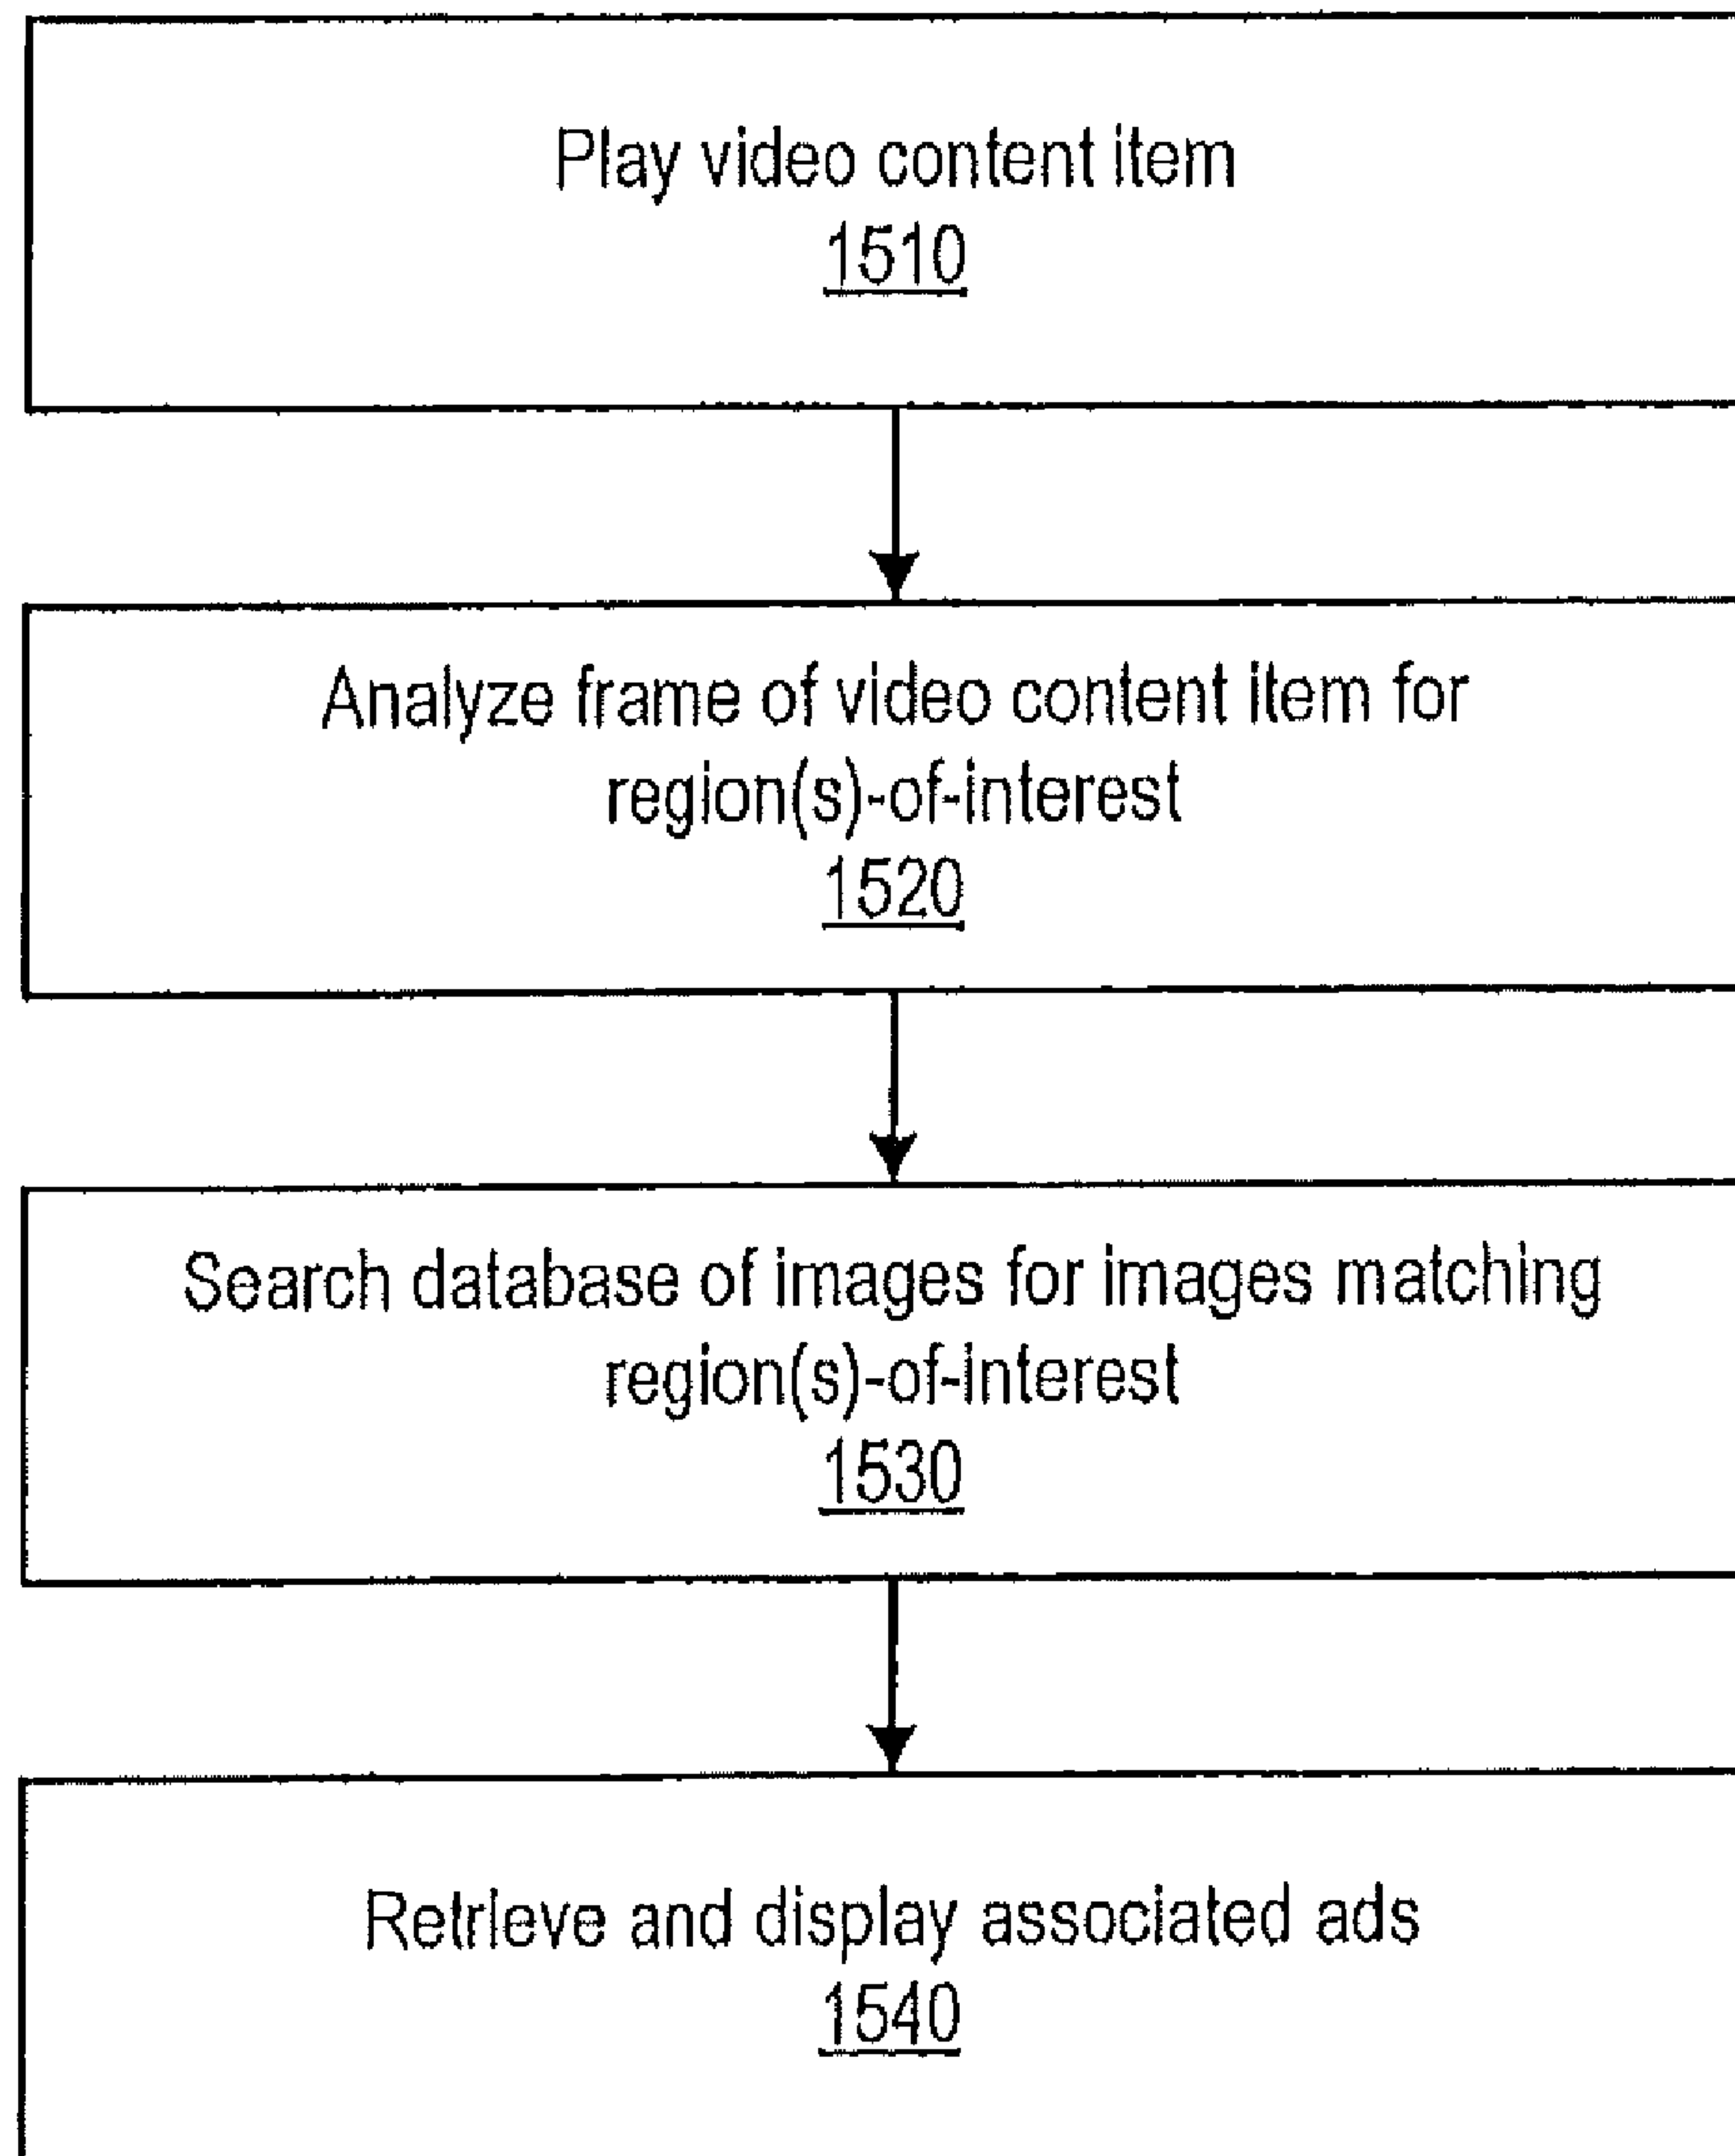 Play video content item
1510
Analyze frame of video content item for
region(s)-of-interest
1520
Search database of images for images matching
region(s)-of-interest
1530
Retrieve and display associated ads
1540